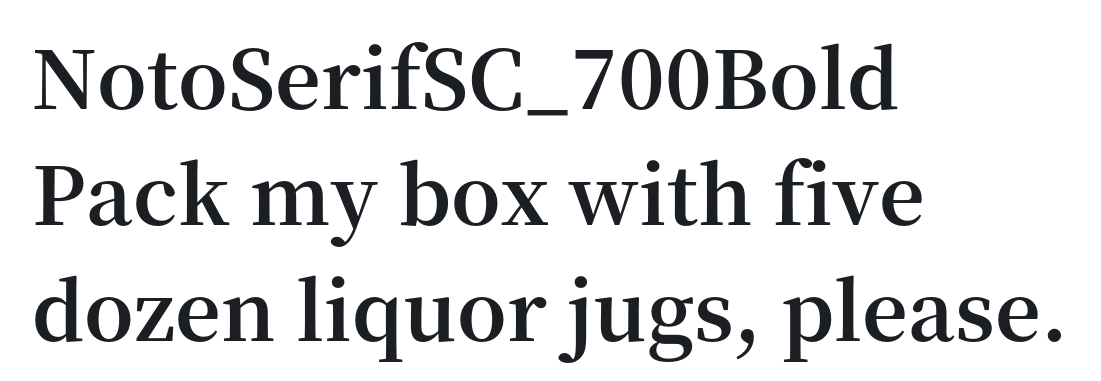 NotoSerifSC_700Bold
Pack my box with five
dozen liquor jugs, please.